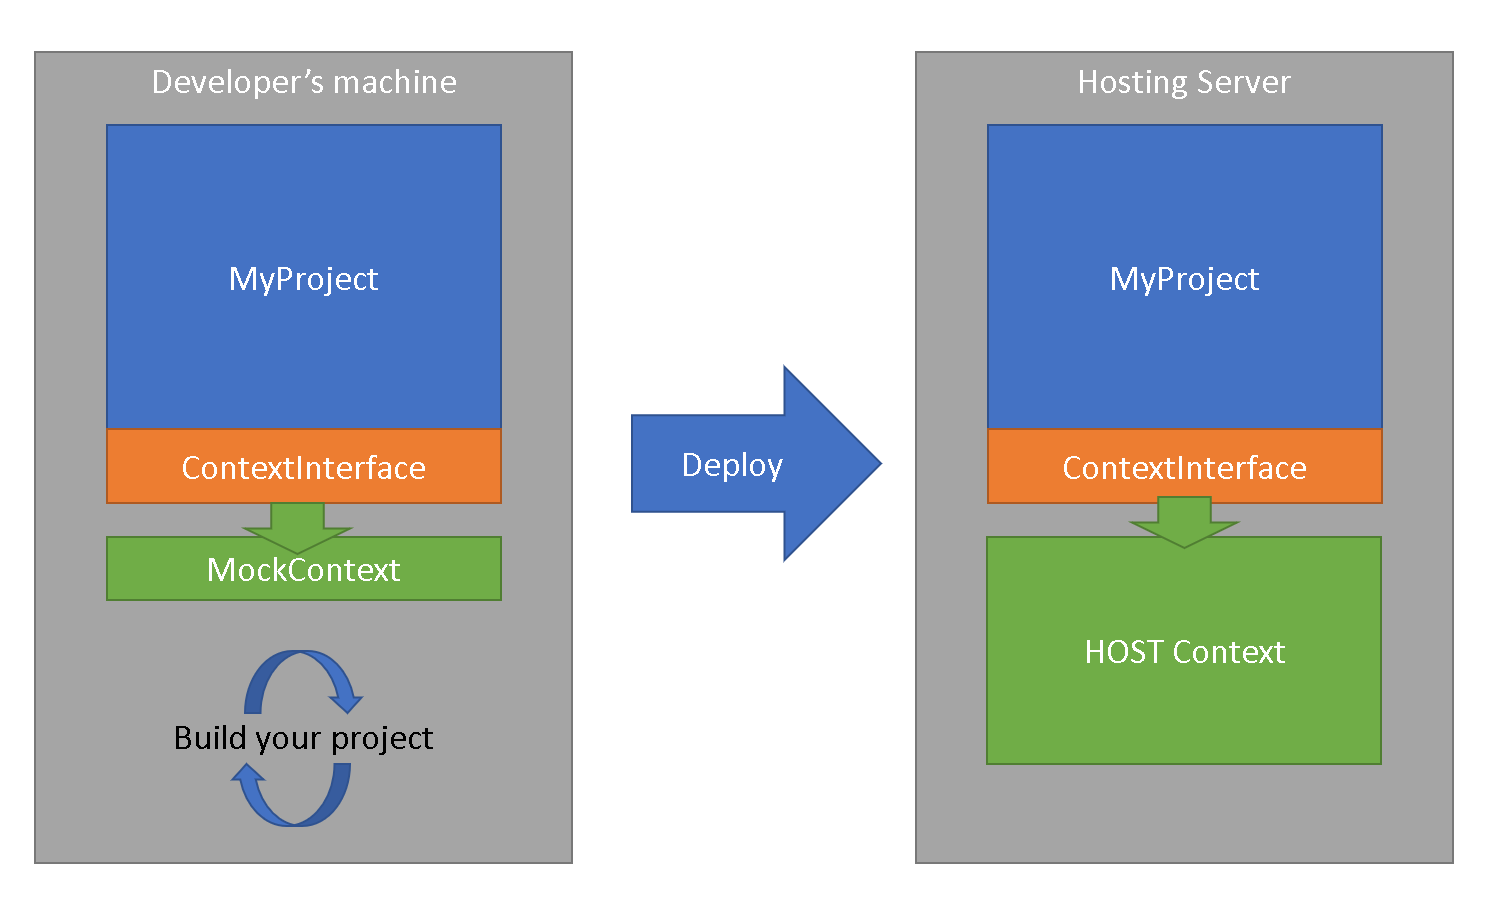 Developer’s machine
MyProject
ContextInterface
MockContext
Build your project
Deploy
Hosting Server
MyProject
ContextInterface
HOST Context